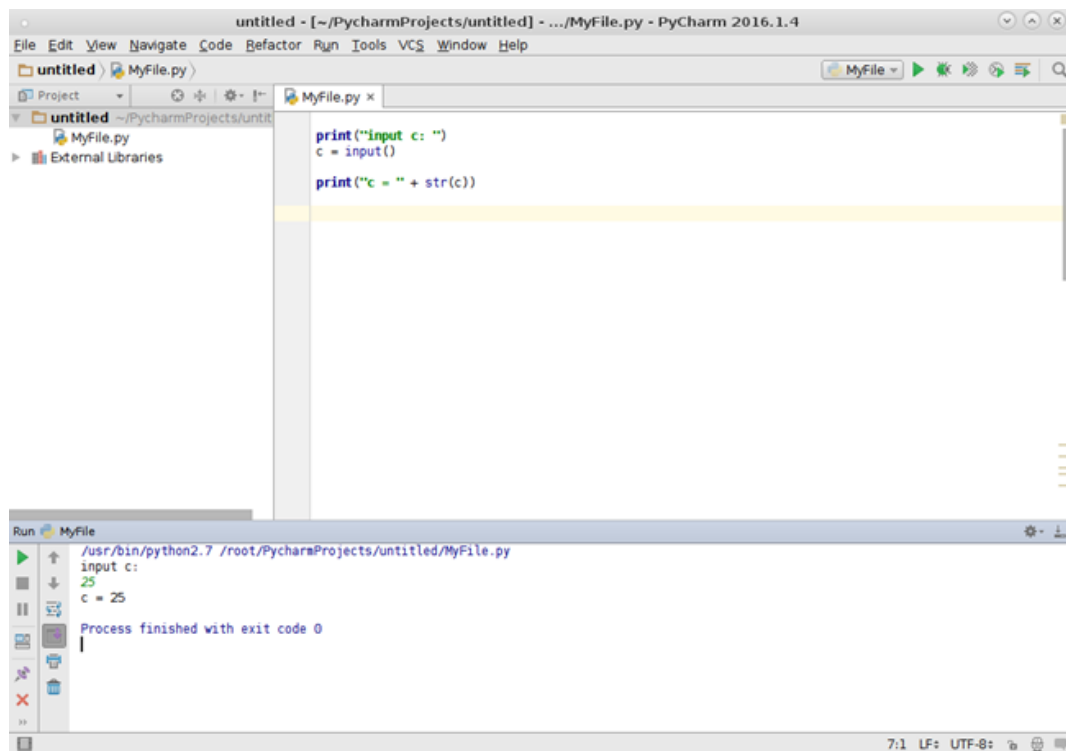 untitled - [~/PycharmProjects/untitled] - .../MyFile.py - PyCharm 2016.1.4
File Edit View Navigate Code Refactor Run Tools VCS Window Help
untitled MyFile.py
MyFile
Project
MyFile.py ×
untitled ~/PycharmProjects/untit
MyFile.py
External Libraries
print("input c: ")
c = input()
print("c = " + str(c))
Run MyFile
/usr/bin/python2.7 /root/PycharmProjects/untitled/MyFile.py
input c:
25
c = 25
Process finished with exit code 0
7:1 LF÷ UTF-8÷